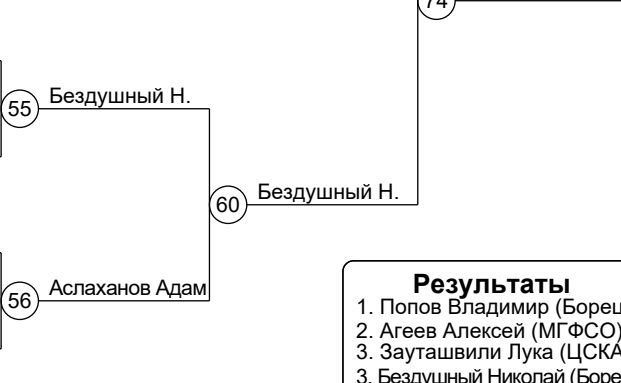 74
Бездушный Н.
55
Бездушный Н.
60
Аслаханов Адам
56
Результаты
1. Попов Владимир (Борец
2. Агеев Алексей (МГФСО)
3. Зауташвили Лука (ЦСКА
3. Бездушный Николай (Боре